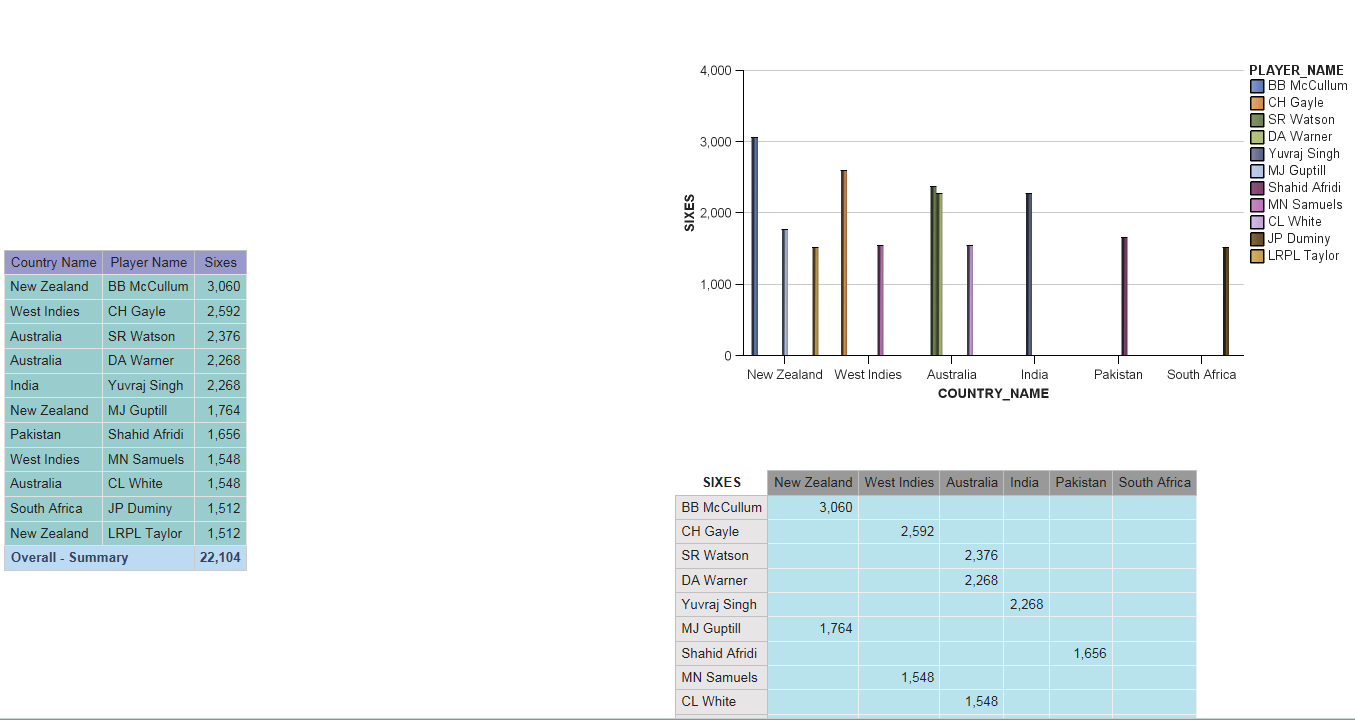 Country Name Player Name Sixes
New Zealand BB McCullum 3,060
West Indies CH Gayle 2,592
Australia SR Watson 2,376
Australia DA Warner 2,268
India Yuvraj Singh 2,268
New Zealand MJ Guptill 1,764
Pakistan Shahid Afridi 1,656
West Indies MN Samuels 1,548
Australia CL White 1,548
South Africa JP Duminy 1,512
New Zealand LRPL Taylor 1,512
Overall - Summary 22,104
4,000
3,000
2,000
1,000
0
SIXES
New Zealand West Indies Australia India Pakistan South Africa
COUNTRY_NAME
PLAYER_NAME
BB McCullum
CH Gayle
SR Watson
DA Warner
Yuvraj Singh
MJ Guptill
Shahid Afridi
MN Samuels
CL White
JP Duminy
LRPL Taylor
SIXES New Zealand West Indies Australia India Pakistan South Africa
BB McCullum 3,060
CH Gayle 2,592
SR Watson 2,376
DA Warner 2,268
Yuvraj Singh 2,268
MJ Guptill 1,764
Shahid Afridi 1,656
MN Samuels 1,548
CL White 1,548